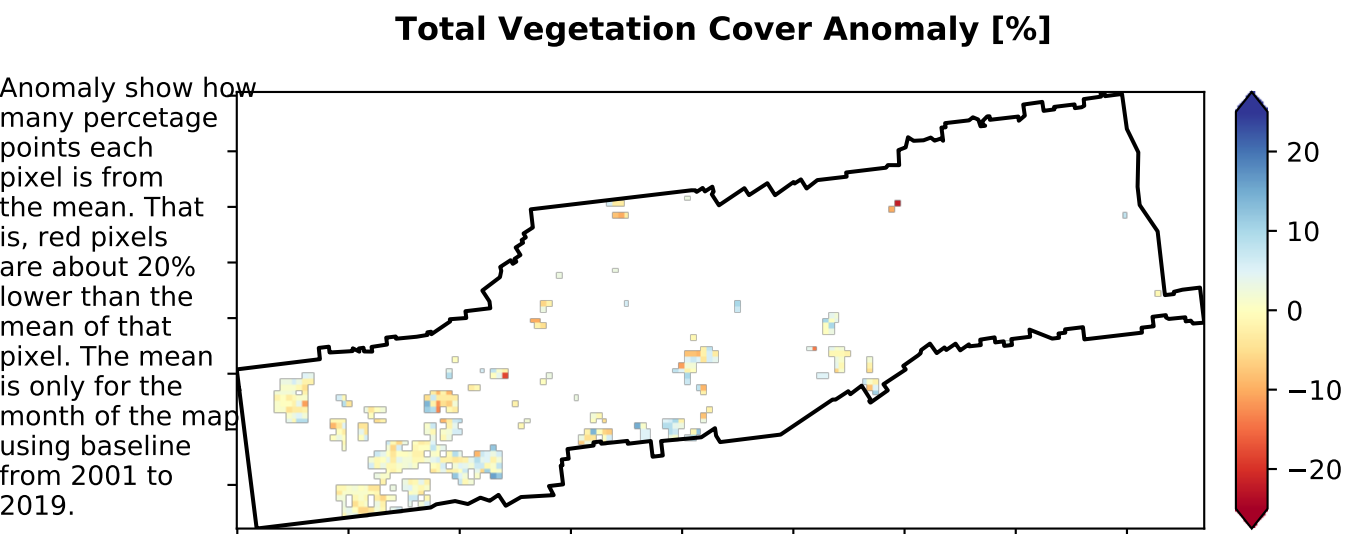 Total Vegetation Cover Anomaly [%]
Anomaly show how
many percetage
points each
pixel is from
the mean. That
is, red pixels
are about 20%
lower than the
mean of that
pixel. The mean
is only for the
month of the map
using baseline
from 2001 to
2019.
20
10
0
−10
−20